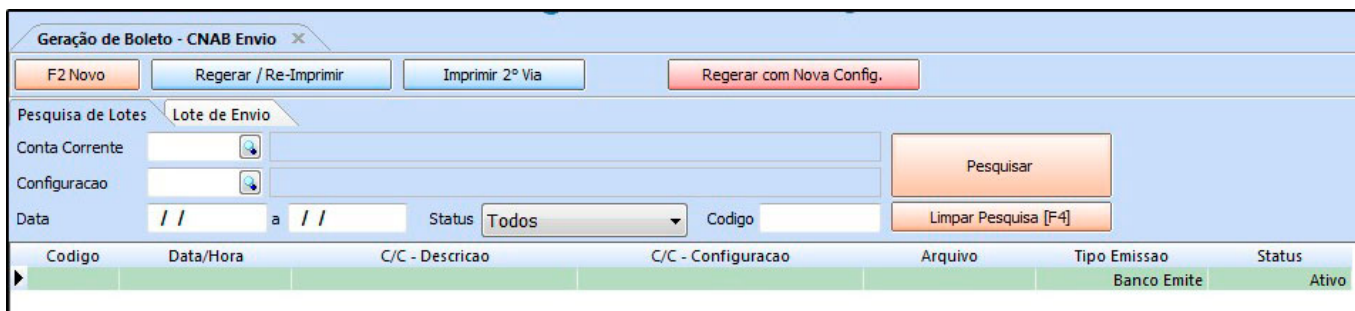 Geração de Boleto - CNAB Envio
F2 Novo Regerar / Re-Imprimir Imprimir 2º Via Regerar com Nova Config.
Pesquisa de Lotes Lote de Envio
Conta Corrente
Pesquisar
Configuracao
Data / / a / / Status Todos Codigo Limpar Pesquisa [F4]
Codigo Data/Hora C/C - Descricao C/C - Configuracao Arquivo Tipo Emissao Status
Banco Emite Ativo